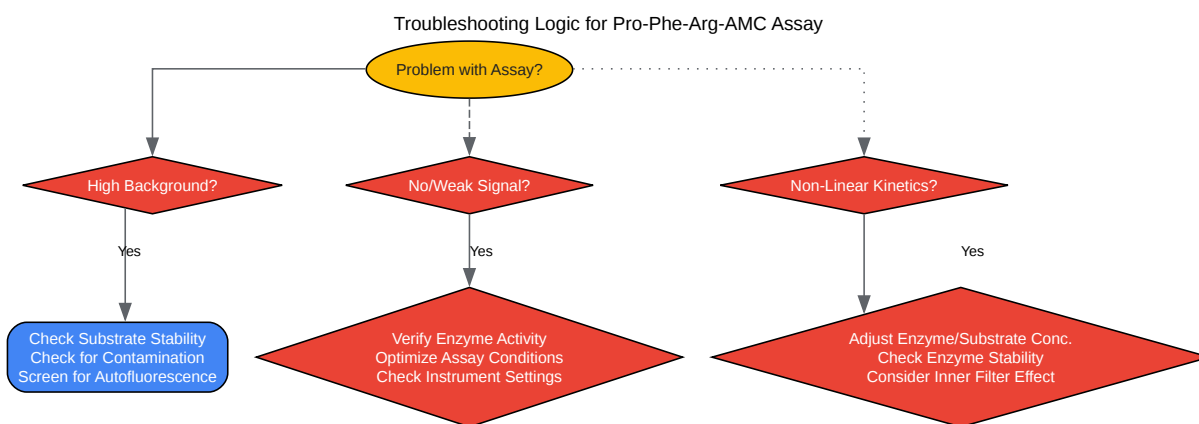 Troubleshooting Logic for Pro-Phe-Arg-AMC Assay
Problem with Assay?
High Background?
No/Weak Signal?
Non-Linear Kinetics?
Yes
Yes
Yes
Check Substrate Stability
Check for Contamination
Screen for Autofluorescence
Verify Enzyme Activity
Optimize Assay Conditions
Check Instrument Settings
Adjust Enzyme/Substrate Conc.
Check Enzyme Stability
Consider Inner Filter Effect